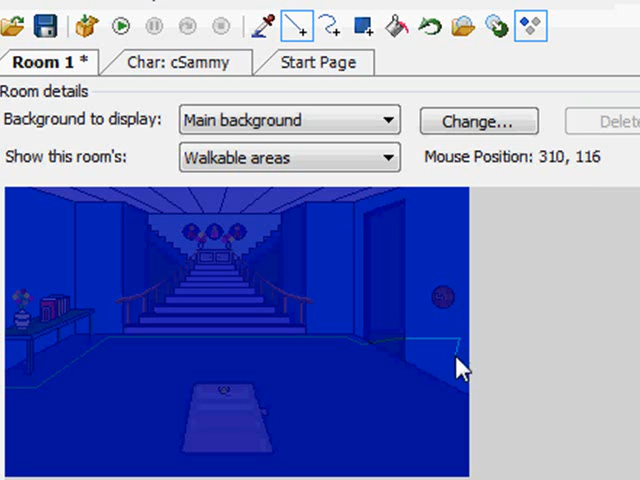 Room 1 * Char: cSammy Start Page
Room details
Background to display: Main background Change... Delete
Show this room's: Walkable areas Mouse Position: 310, 116